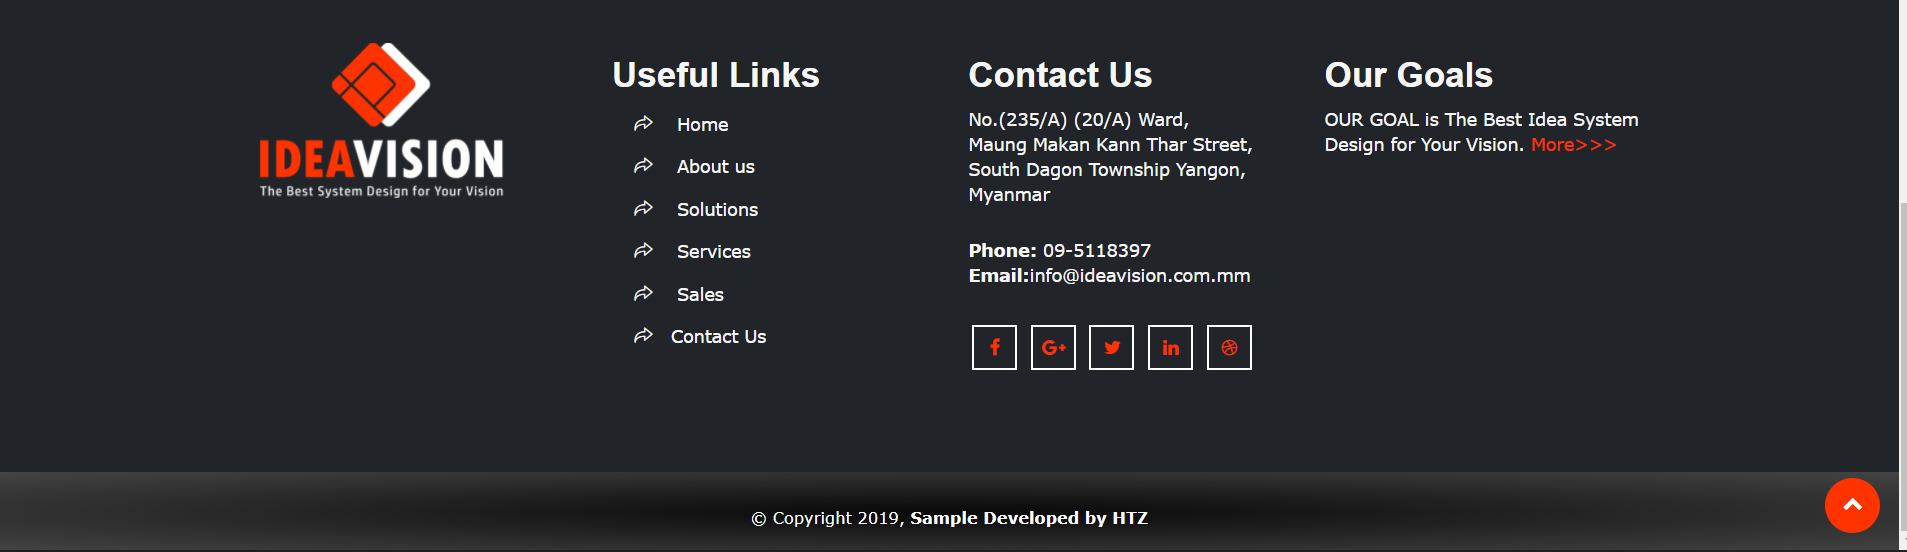 IDEAVISION
The Best System Design for Your Vision
Useful Links
Home
About us
Solutions
Services
Sales
Contact Us
Contact Us
No.(235/A) (20/A) Ward,
Maung Makan Kann Thar Street,
South Dagon Township Yangon,
Myanmar
Phone: 09-5118397
Email:info@ideavision.com.mm
Our Goals
OUR GOAL is The Best Idea System
Design for Your Vision. More>>>
© Copyright 2019, Sample Developed by HTZ